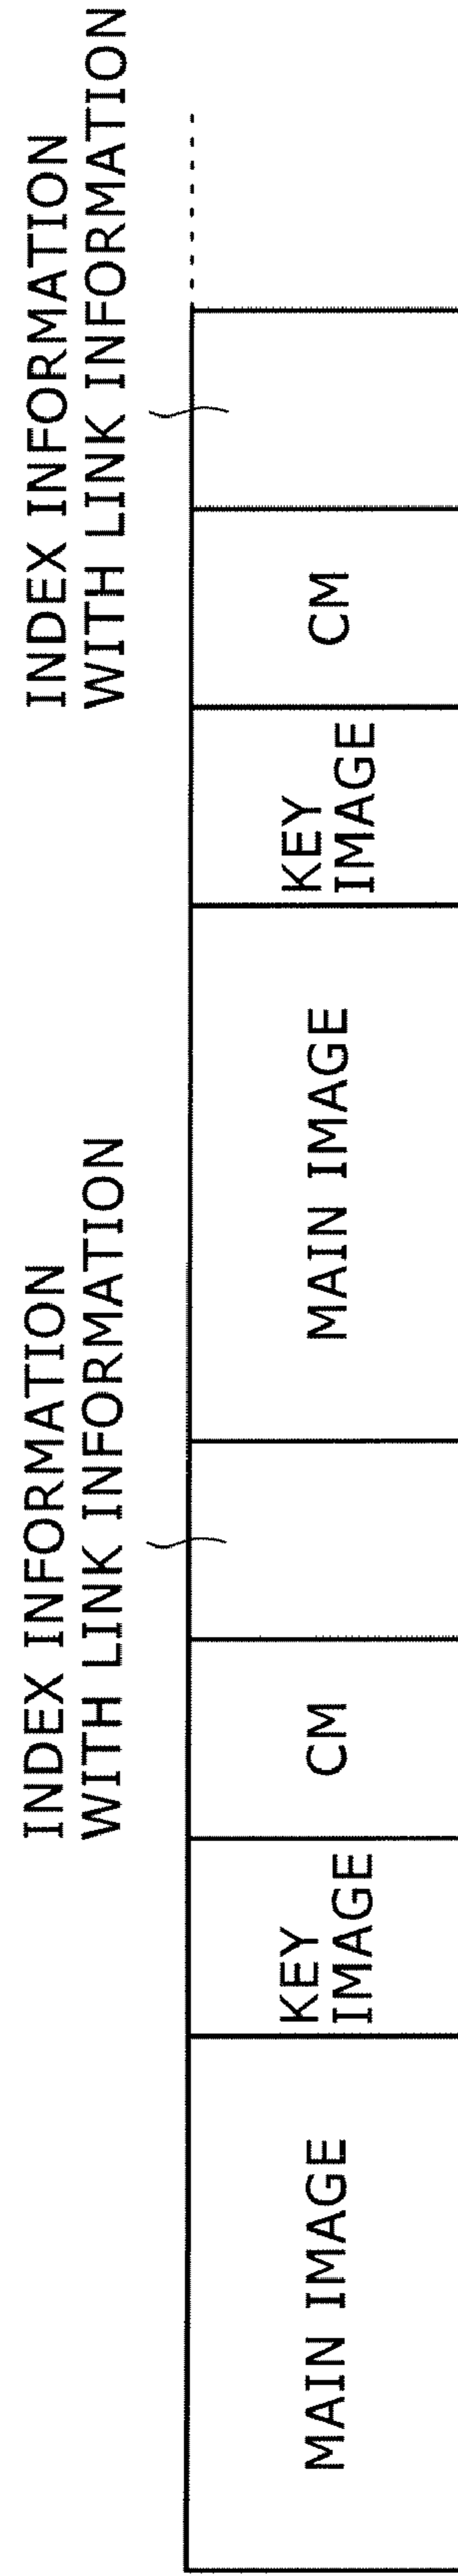 INDEX INFORMATION
WITH LINK INFORMATION
INDEX INFORMATION
WITH LINK INFORMATION
MAIN IMAGE
KEY
IMAGE
CM
MAIN IMAGE
KEY
IMAGE
CM